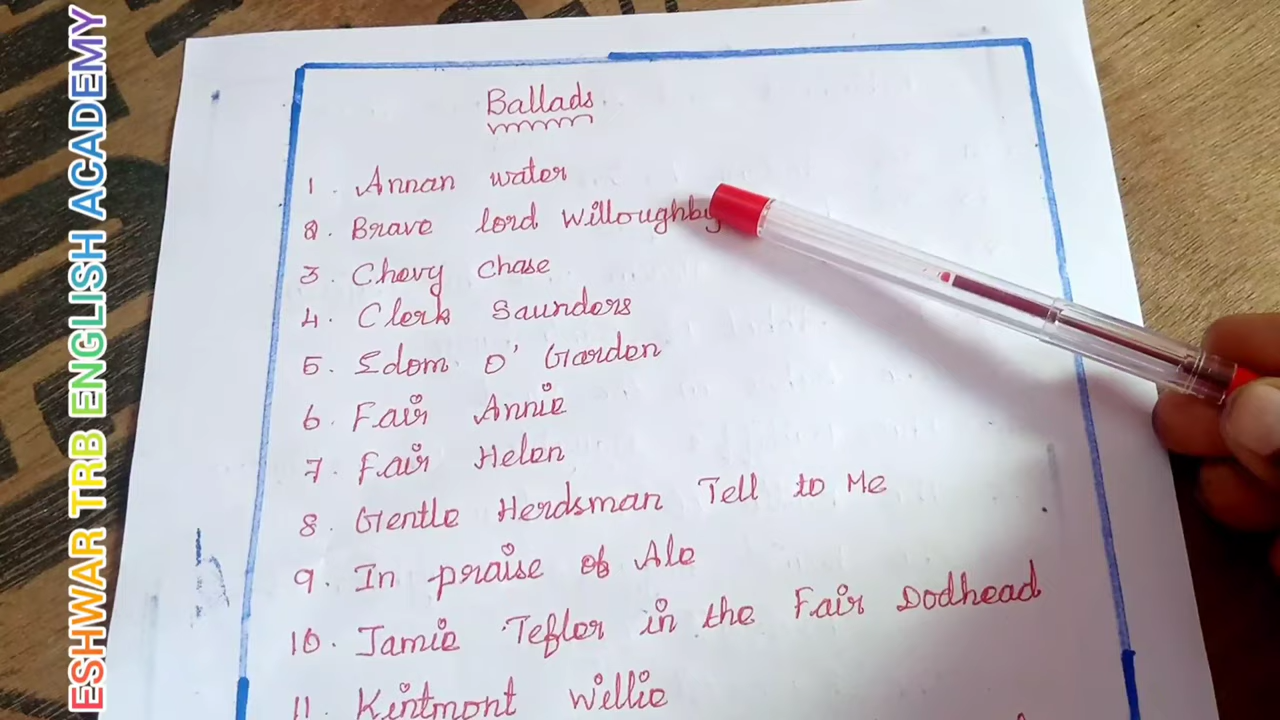 ESHWAR TRB ENGLISH ACADEMY
Ballads
1. Annan water
2. Brave lord Willoughby
3. Chevy chase
4. Clerk Saunders
5. Edom O' Garden
6. Fair Annie
7. Fair Helen
8. Gentle Herdsman Tell to Me
9. In praise of Ale
10. Jamie Tefler in the Fair Dodhead
11. Kintmont Willie